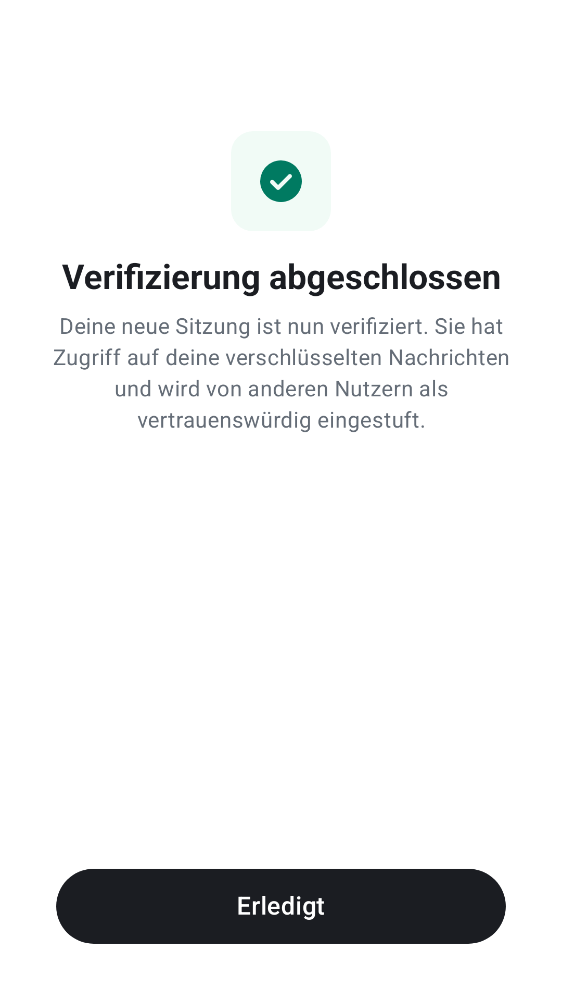 Verifizierung abgeschlossen
Deine neue Sitzung ist nun verifiziert. Sie hat
Zugriff auf deine verschlüsselten Nachrichten
und wird von anderen Nutzern als
vertrauenswürdig eingestuft.
Erledigt